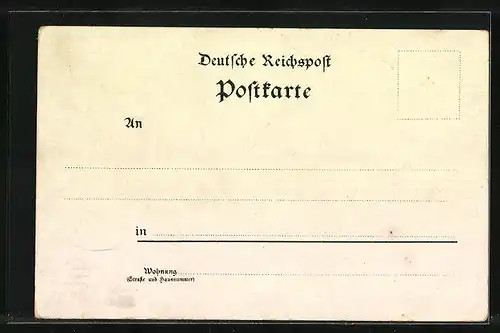 Deutſche Reichspoſt
Poſtkarte
An
in
Wohnung
(Straße und Hausnummer)